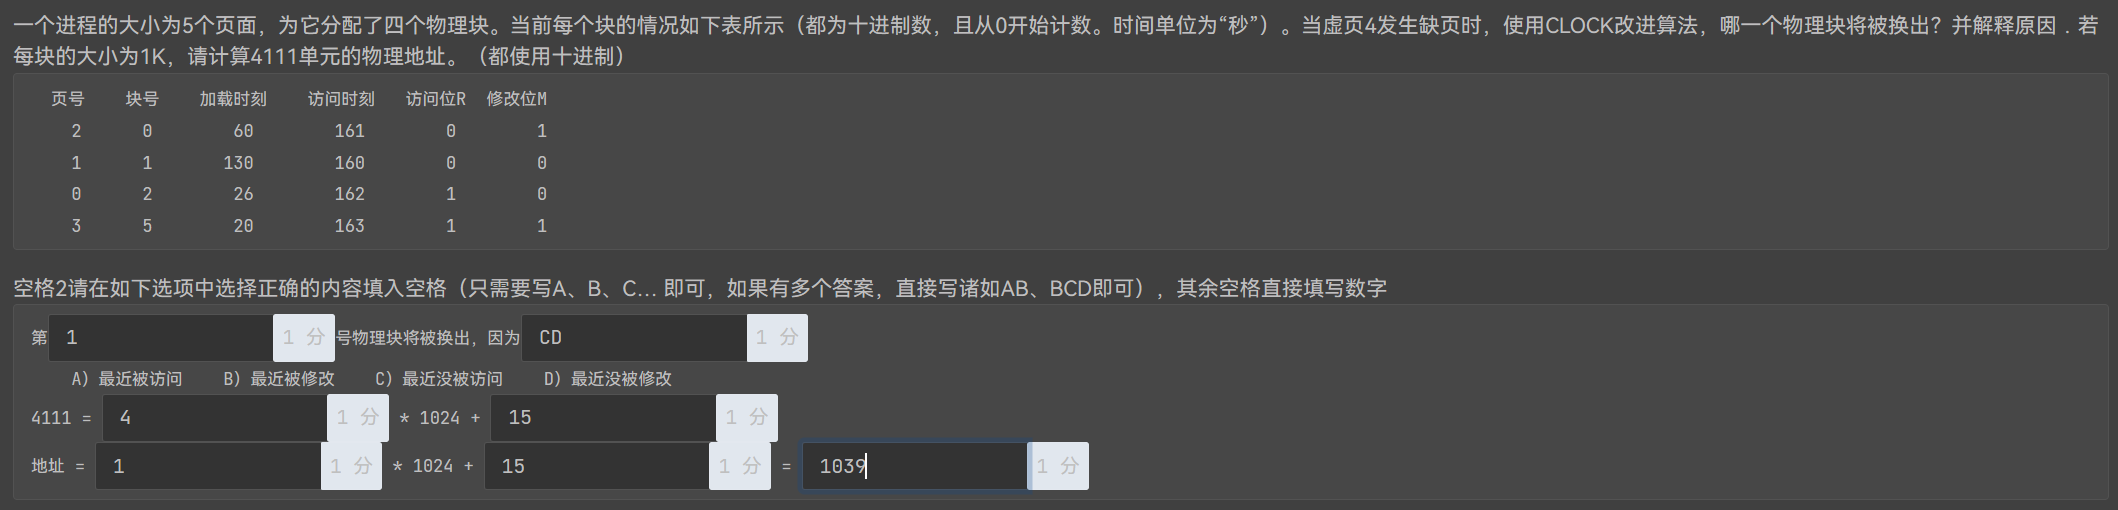 一个进程的大小为5个页面，为它分配了四个物理块。当前每个块的情况如下表所示（都为十进制数，且从0开始计数。时间单位为“秒”）。当虚页4发生缺页时，使用CLOCK改进算法，哪一个物理块将被换出？并解释原因．若
每块的大小为1K，请计算4111单元的物理地址。（都使用十进制）
页号 块号 加载时刻 访问时刻 访问位R 修改位M
2 0 60 161 0 1
1 1 130 160 0 0
0 2 26 162 1 0
3 5 20 163 1 1
空格2请在如下选项中选择正确的内容填入空格（只需要写A、B、C... 即可，如果有多个答案，直接写诸如AB、BCD即可），其余空格直接填写数字
第 1 1 分 号物理块将被换出，因为 CD 1 分
A）最近被访问 B）最近被修改 C）最近没被访问 D）最近没被修改
4111 = 4 1 分 * 1024 + 15 1 分
地址 = 1 1 分 * 1024 + 15 1 分 = 1039 1 分